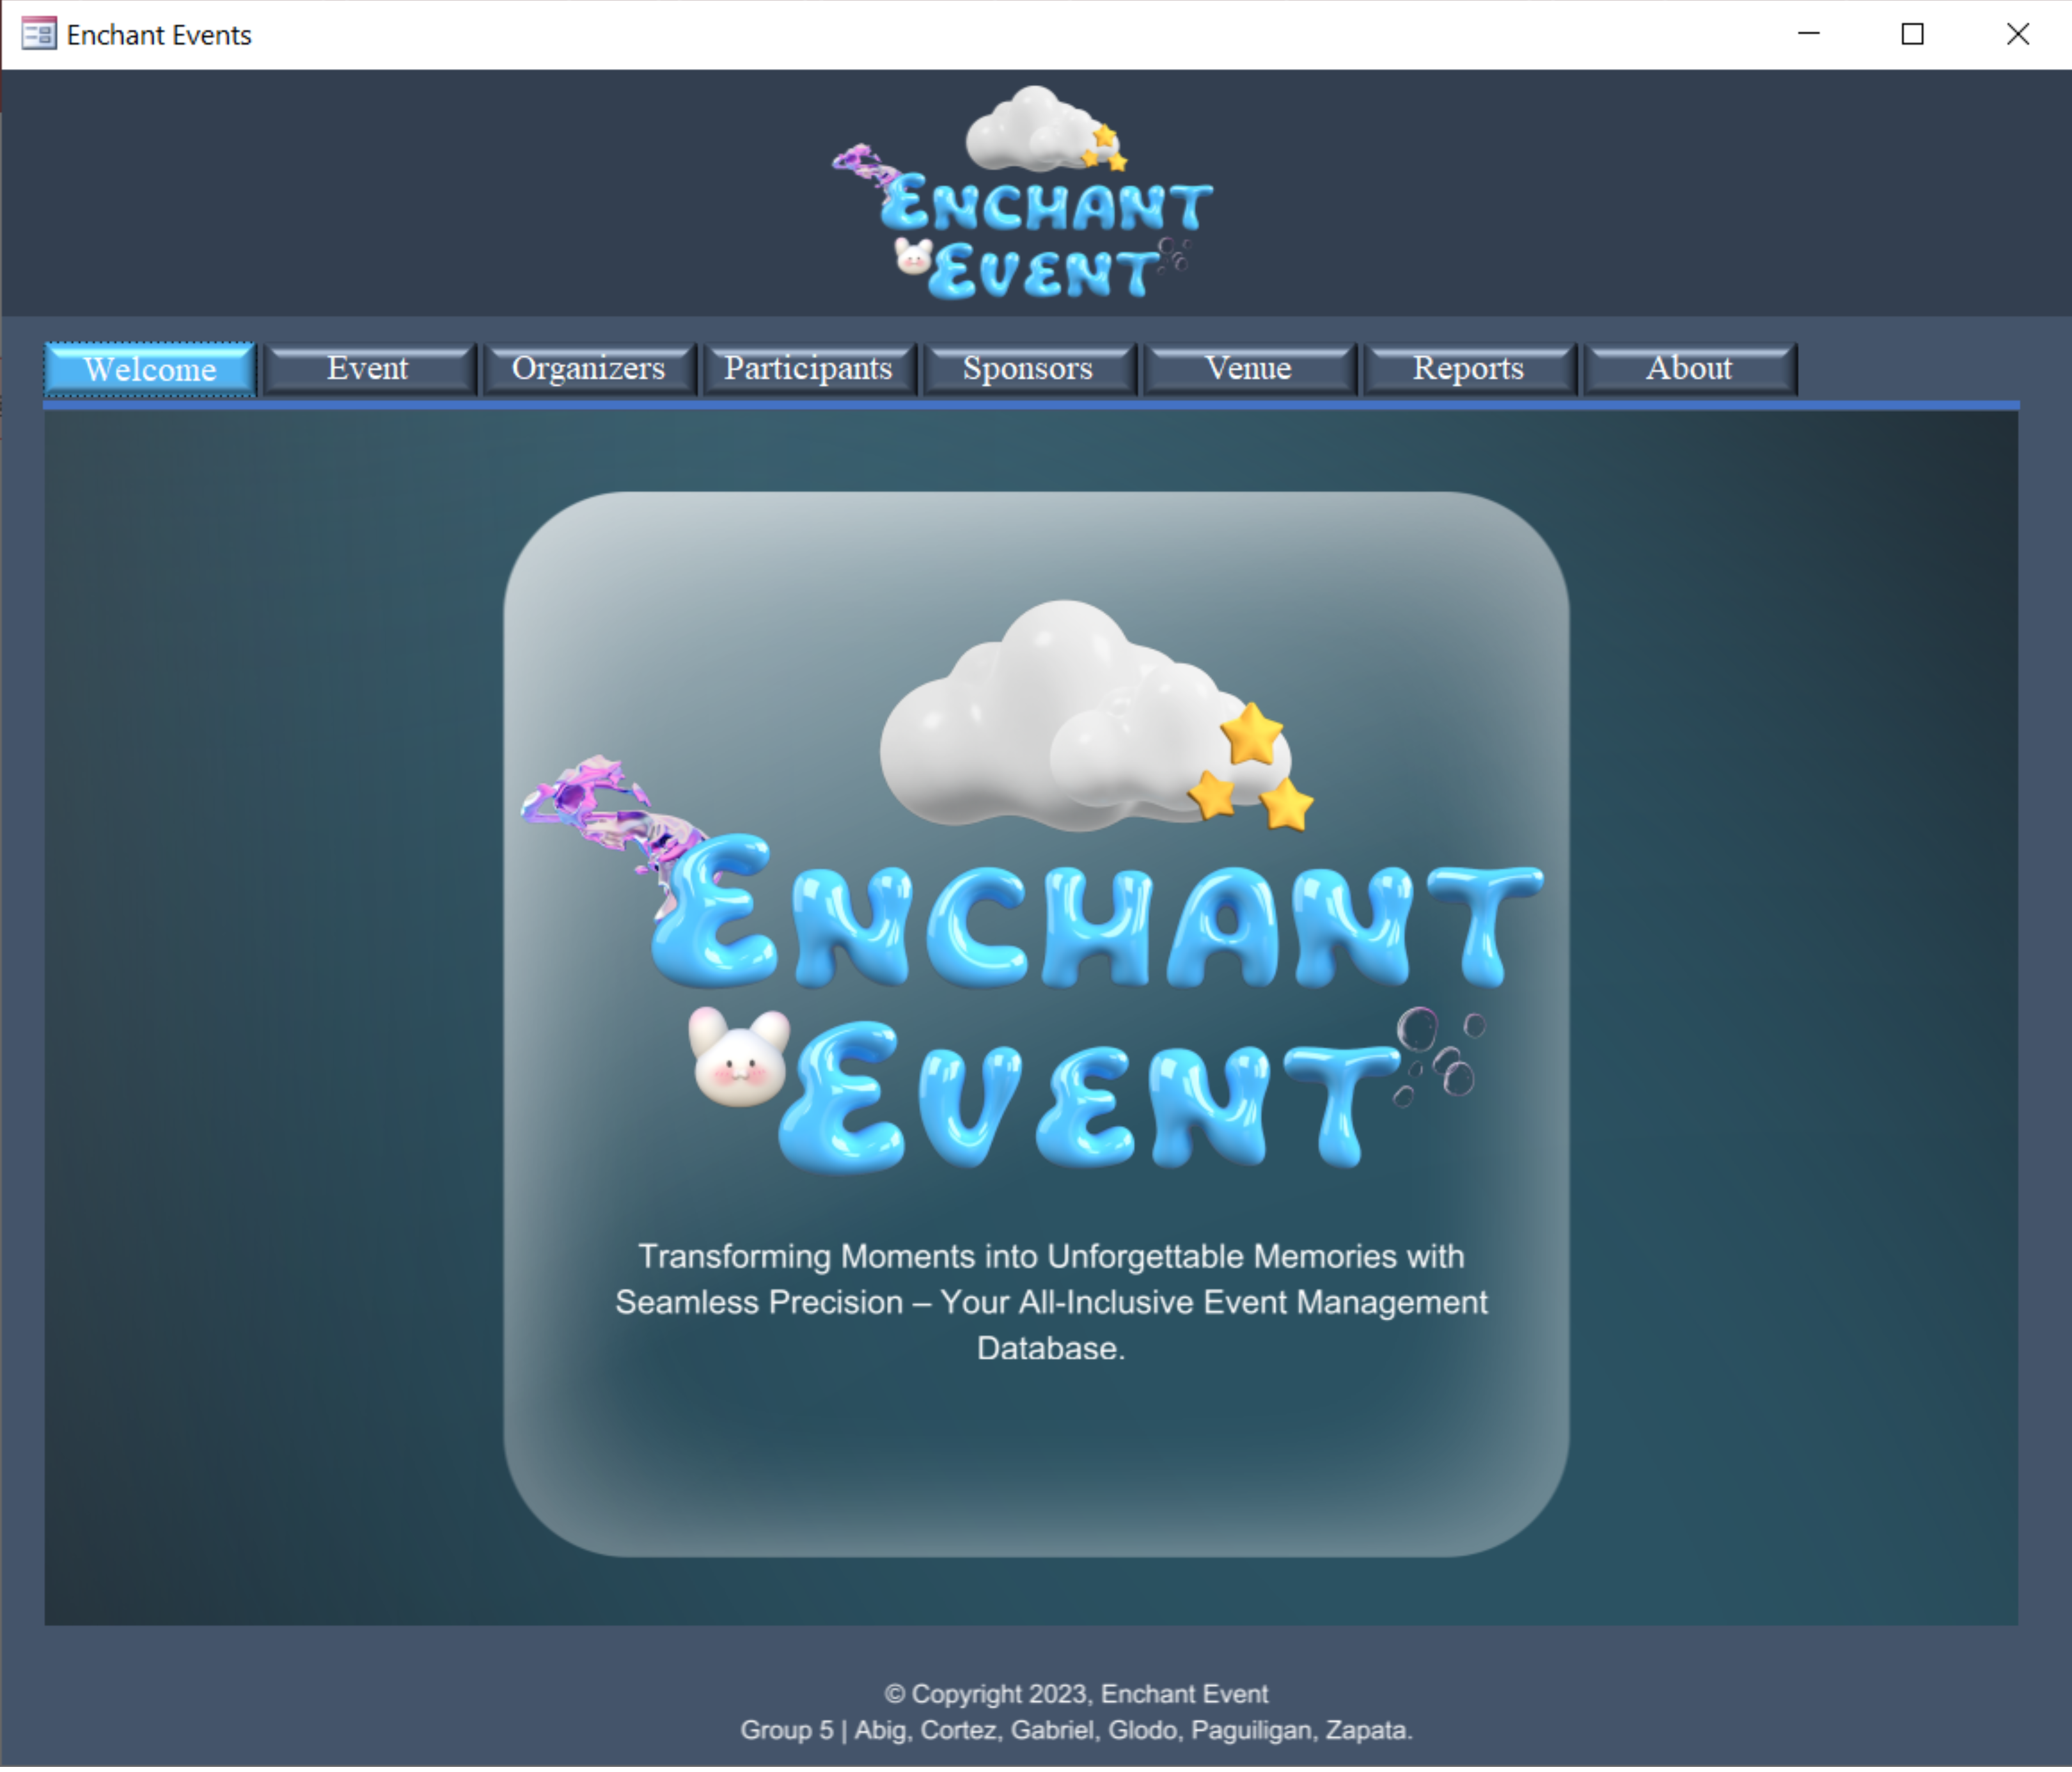 Enchant Events
ENCHANT
EVENT
Welcome Event Organizers Participants Sponsors Venue Reports About
ENCHANT
EVENT
Transforming Moments into Unforgettable Memories with
Seamless Precision – Your All-Inclusive Event Management
Database.
© Copyright 2023, Enchant Event
Group 5 | Abig, Cortez, Gabriel, Glodo, Paguiligan, Zapata.